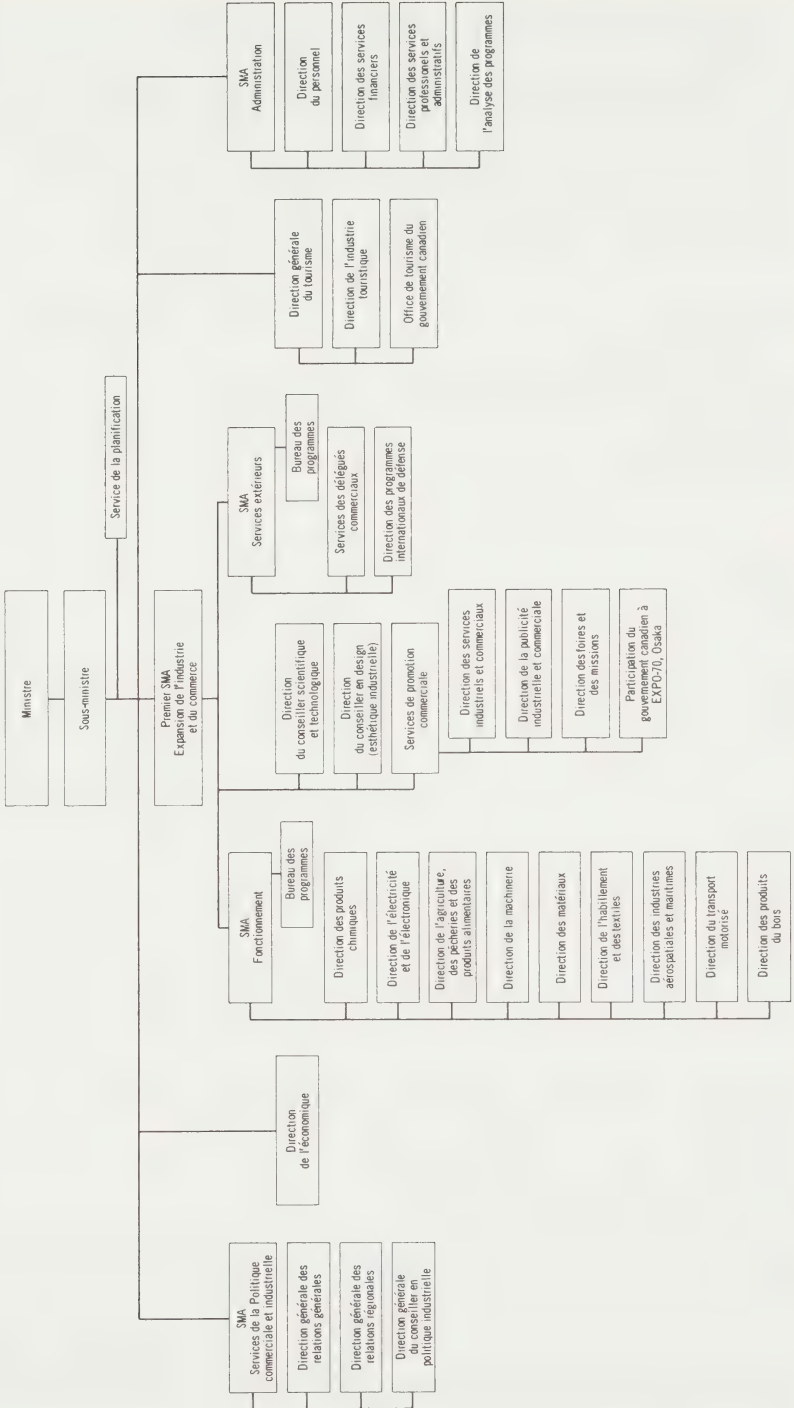 Ministre
Sous-ministre
Service de la planification
Premier SMA
Expansion de l'industrie
et du commerce
SMA
Services de la Politique
commerciale et industrielle
Direction générale des
relations générales
Direction générale des
relations régionales
Direction générale
du conseiller en
politique industrielle
Direction
de l'économique
SMA
Fonctionnement
Bureau des
programmes
Direction des produits
chimiques
Direction de l'électricité
et de l'électronique
Direction de l'agriculture,
des pêcheries et des
produits alimentaires
Direction de la machinerie
Direction des matériaux
Direction de l'habillement
et des textiles
Direction des industries
aérospatiales et maritimes
Direction du transport
motorisé
Direction des produits
du bois
Direction
du conseiller scientifique
et technologique
Direction
du conseiller en design
(esthétique industrielle)
Services de promotion
commerciale
Direction des services
industriels et commerciaux
Direction de la publicité
industrielle et commerciale
Direction des foires et
des missions
Participation du
gouvernement canadien à
EXPO-70, Osaka
SMA
Services extérieurs
Bureau des
programmes
Services des délégués
commerciaux
Direction des programmes
internationaux de défense
Direction générale
du tourisme
Direction de l'industrie
touristique
Office de tourisme du
gouvernement canadien
SMA
Administration
Direction
du personnel
Direction des services
financiers
Direction des services
professionels et
administratifs
Direction de
l'analyse des programmes